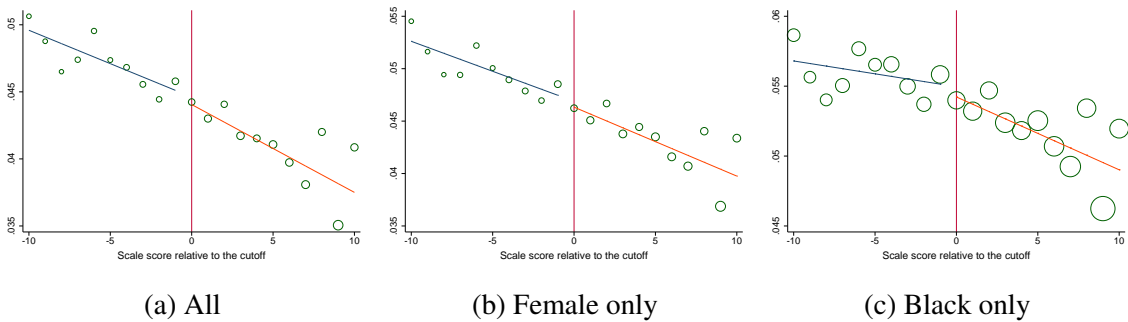 .05
.045
.04
.035
-10 -5 0 5 10
Scale score relative to the cutoff
(a) All
.055
.05
.045
.04
.035
-10 -5 0 5 10
Scale score relative to the cutoff
(b) Female only
.06
.055
.05
.045
-10 -5 0 5 10
Scale score relative to the cutoff
(c) Black only